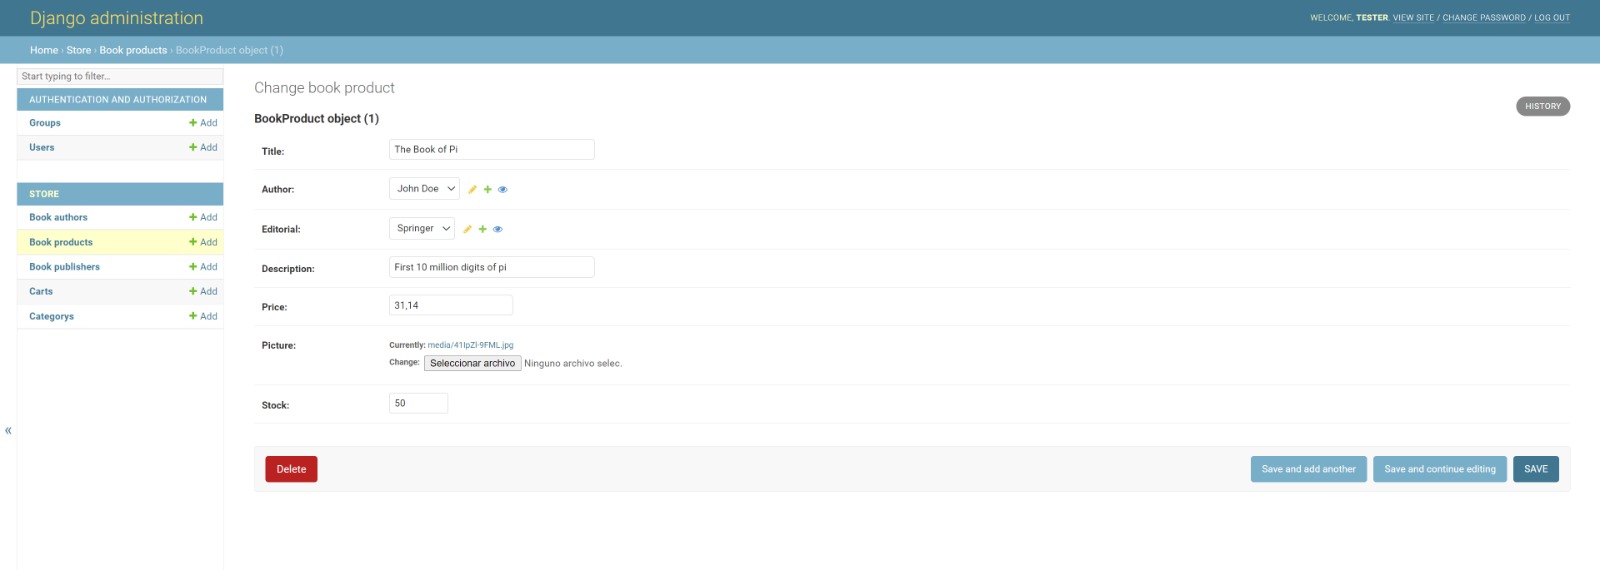 Django administration
WELCOME, TESTER. VIEW SITE / CHANGE PASSWORD / LOG OUT
Home › Store › Book products › BookProduct object (1)
Start typing to filter...
AUTHENTICATION AND AUTHORIZATION
Groups + Add
Users + Add
STORE
Book authors + Add
Book products + Add
Book publishers + Add
Carts + Add
Categorys + Add
«
Change book product
HISTORY
BookProduct object (1)
Title: The Book of Pi
Author: John Doe
Editorial: Springer
Description: First 10 million digits of pi
Price: 31,14
Picture: Currently: media/41IpZl-9FML.jpg
Change: Seleccionar archivo Ninguno archivo selec.
Stock: 50
Delete
Save and add another Save and continue editing SAVE